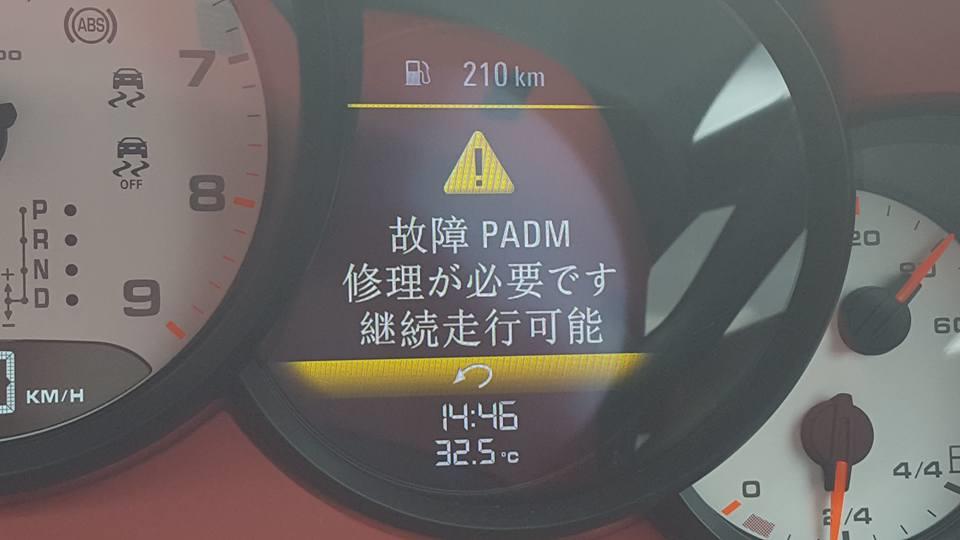 ABS
7
OFF
8
P
R
N
D
+
-
9
KM/H
210 km
故障 PADM
修理が必要です
継続走行可能
14:46
32.5°C
60
0
2/4
4/4